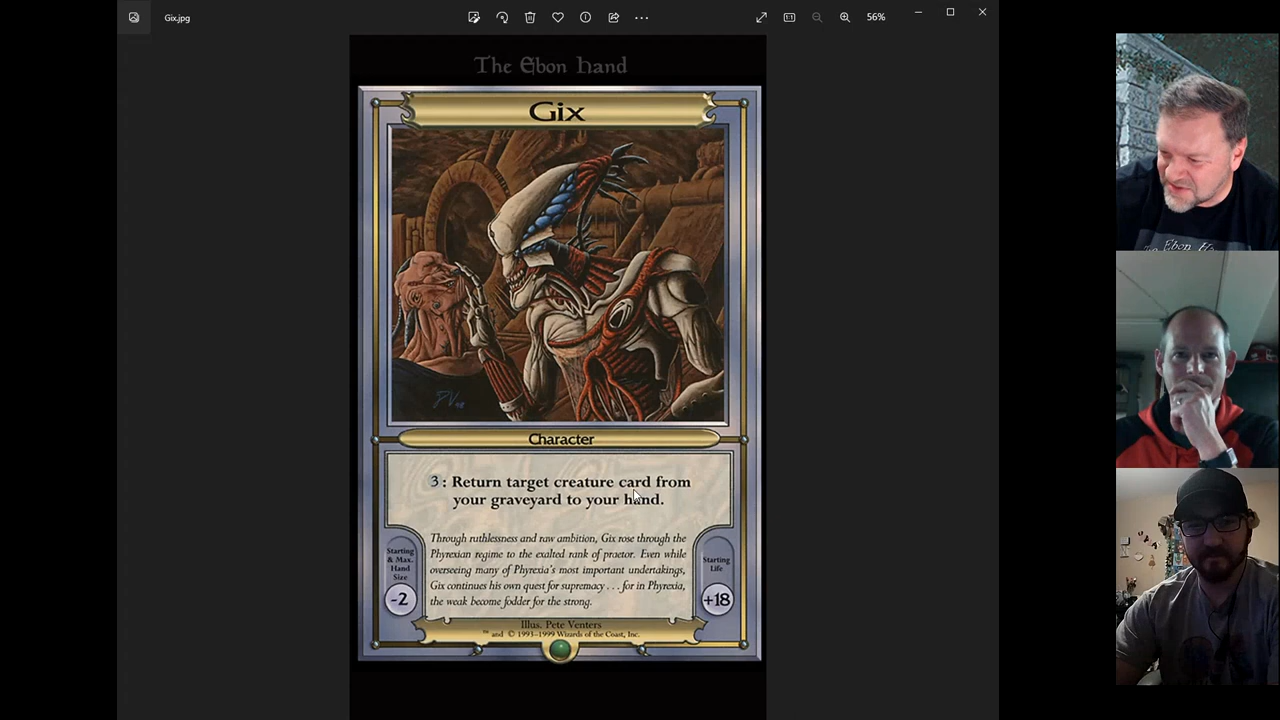 Gix.jpg
56%
The Ebon Hand
Gix
PV98
Character
3: Return target creature card from
your graveyard to your hand.
Through ruthlessness and raw ambition, Gix rose through the
Phyrexian regime to the exalted rank of praetor. Even while
overseeing many of Phyrexia's most important undertakings,
Gix continues his own quest for supremacy . . . for in Phyrexia,
the weak become fodder for the strong.
Starting
& Max.
Hand
Size
-2
Starting
Life
+18
Illus. Pete Venters
™ and © 1993–1999 Wizards of the Coast, Inc.
Ebon